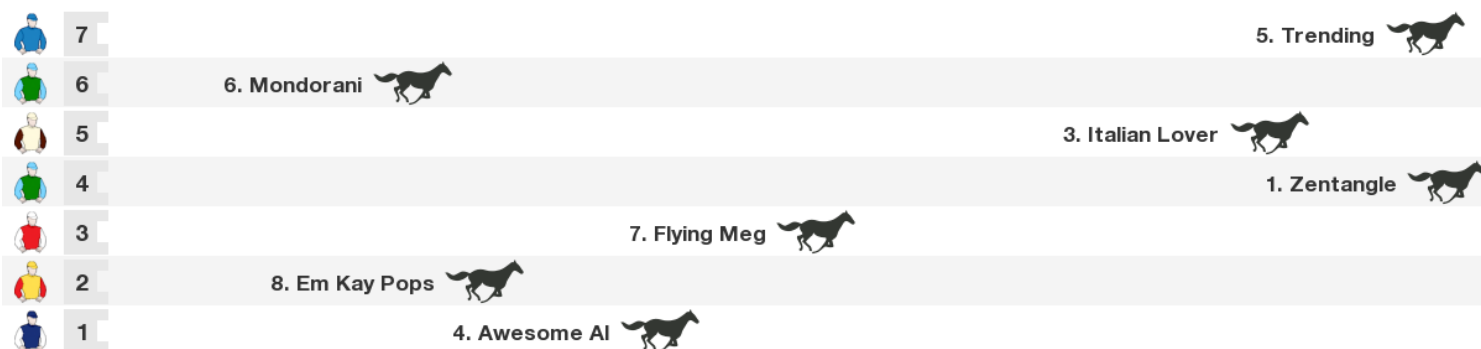 7 5. Trending
6 6. Mondorani
5 3. Italian Lover
4 1. Zentangle
3 7. Flying Meg
2 8. Em Kay Pops
1 4. Awesome Al